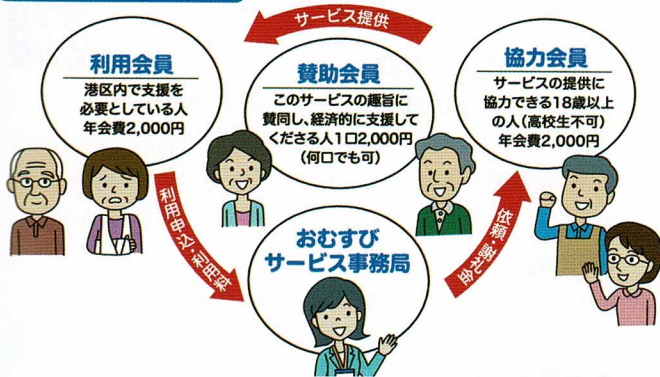 サービス提供
利用会員
港区内で支援を
必要としている人
年会費2,000円
賛助会員
このサービスの趣旨に
賛同し、経済的に支援して
くださる人1口2,000円
(何口でも可)
協力会員
サービスの提供に
協力できる18歳以上
の人(高校生不可)
年会費2,000円
利用申込・利用料
おむすび
サービス事務局
依頼・謝礼金